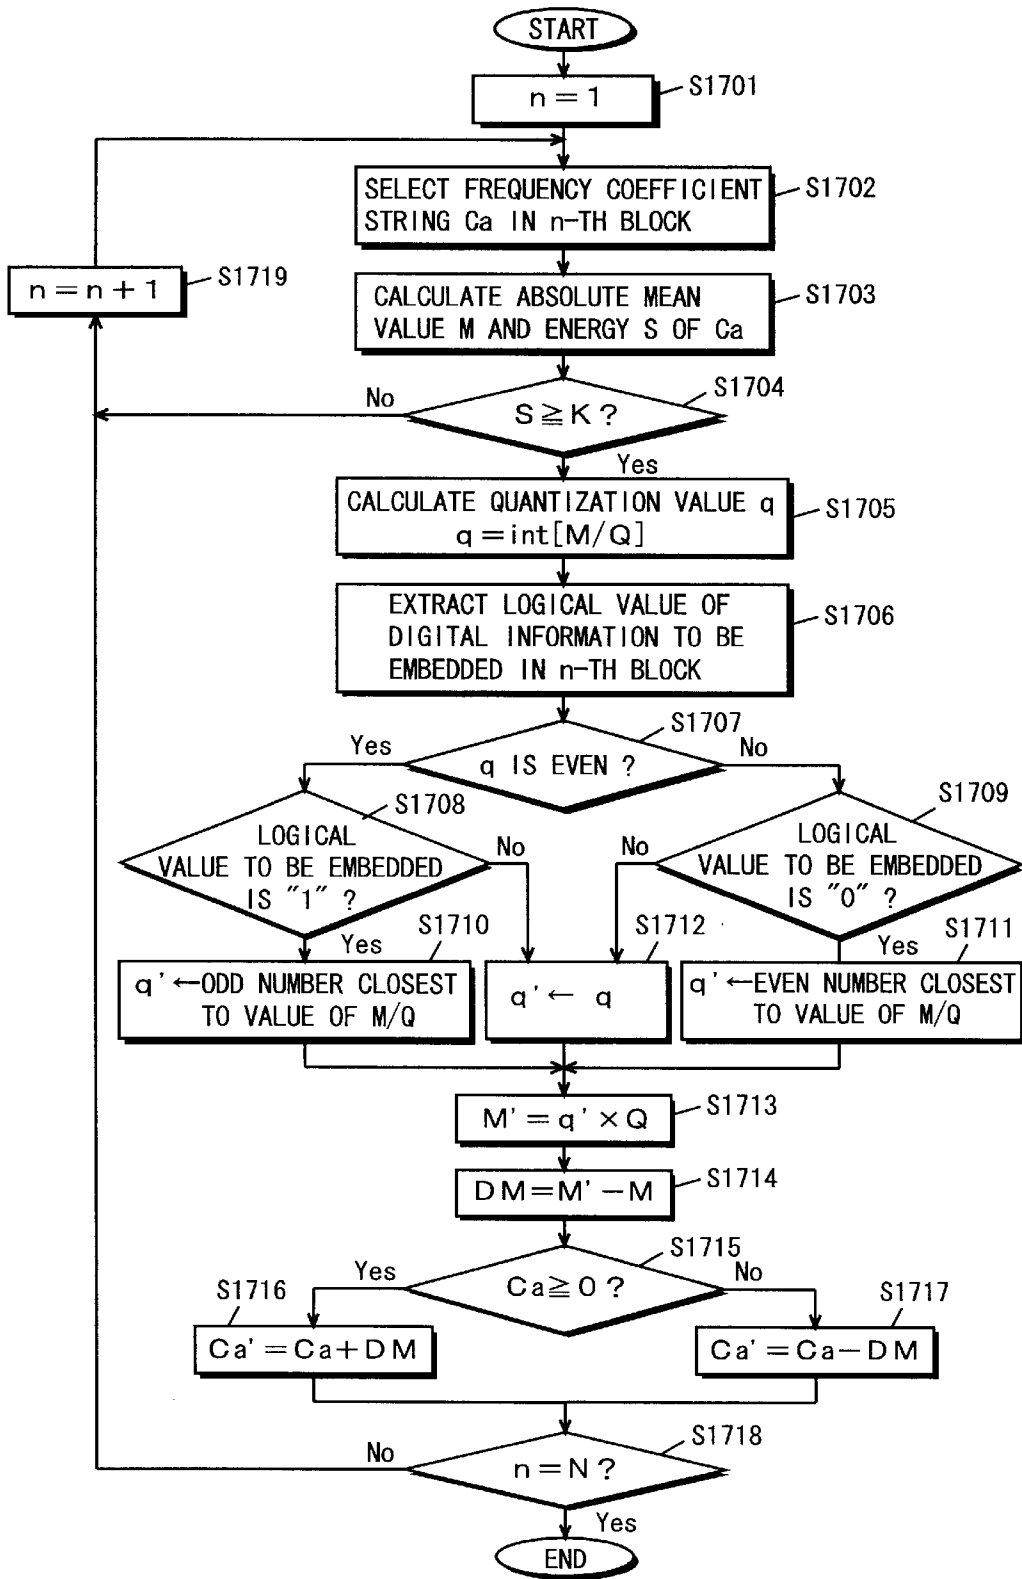 START
n=1
S1701
SELECT FREQUENCY COEFFICIENT
STRING Ca IN n-TH BLOCK
S1702
n=n+1
S1719
CALCULATE ABSOLUTE MEAN
VALUE M AND ENERGY S OF Ca
S1703
No
S≧K?
S1704
Yes
CALCULATE QUANTIZATION VALUE q
q=int[M/Q]
S1705
EXTRACT LOGICAL VALUE OF
DIGITAL INFORMATION TO BE
EMBEDDED IN n-TH BLOCK
S1706
Yes
q IS EVEN ?
S1707
No
S1708
LOGICAL
VALUE TO BE EMBEDDED
IS "1" ?
No
No
S1709
LOGICAL
VALUE TO BE EMBEDDED
IS "0" ?
Yes
S1710
S1712
Yes
S1711
q'←ODD NUMBER CLOSEST
TO VALUE OF M/Q
q'← q
q'←EVEN NUMBER CLOSEST
TO VALUE OF M/Q
M'=q'×Q
S1713
DM=M'-M
S1714
Yes
Ca≧0?
S1715
No
S1716
Ca'=Ca+DM
S1717
Ca'=Ca-DM
No
n=N?
S1718
Yes
END